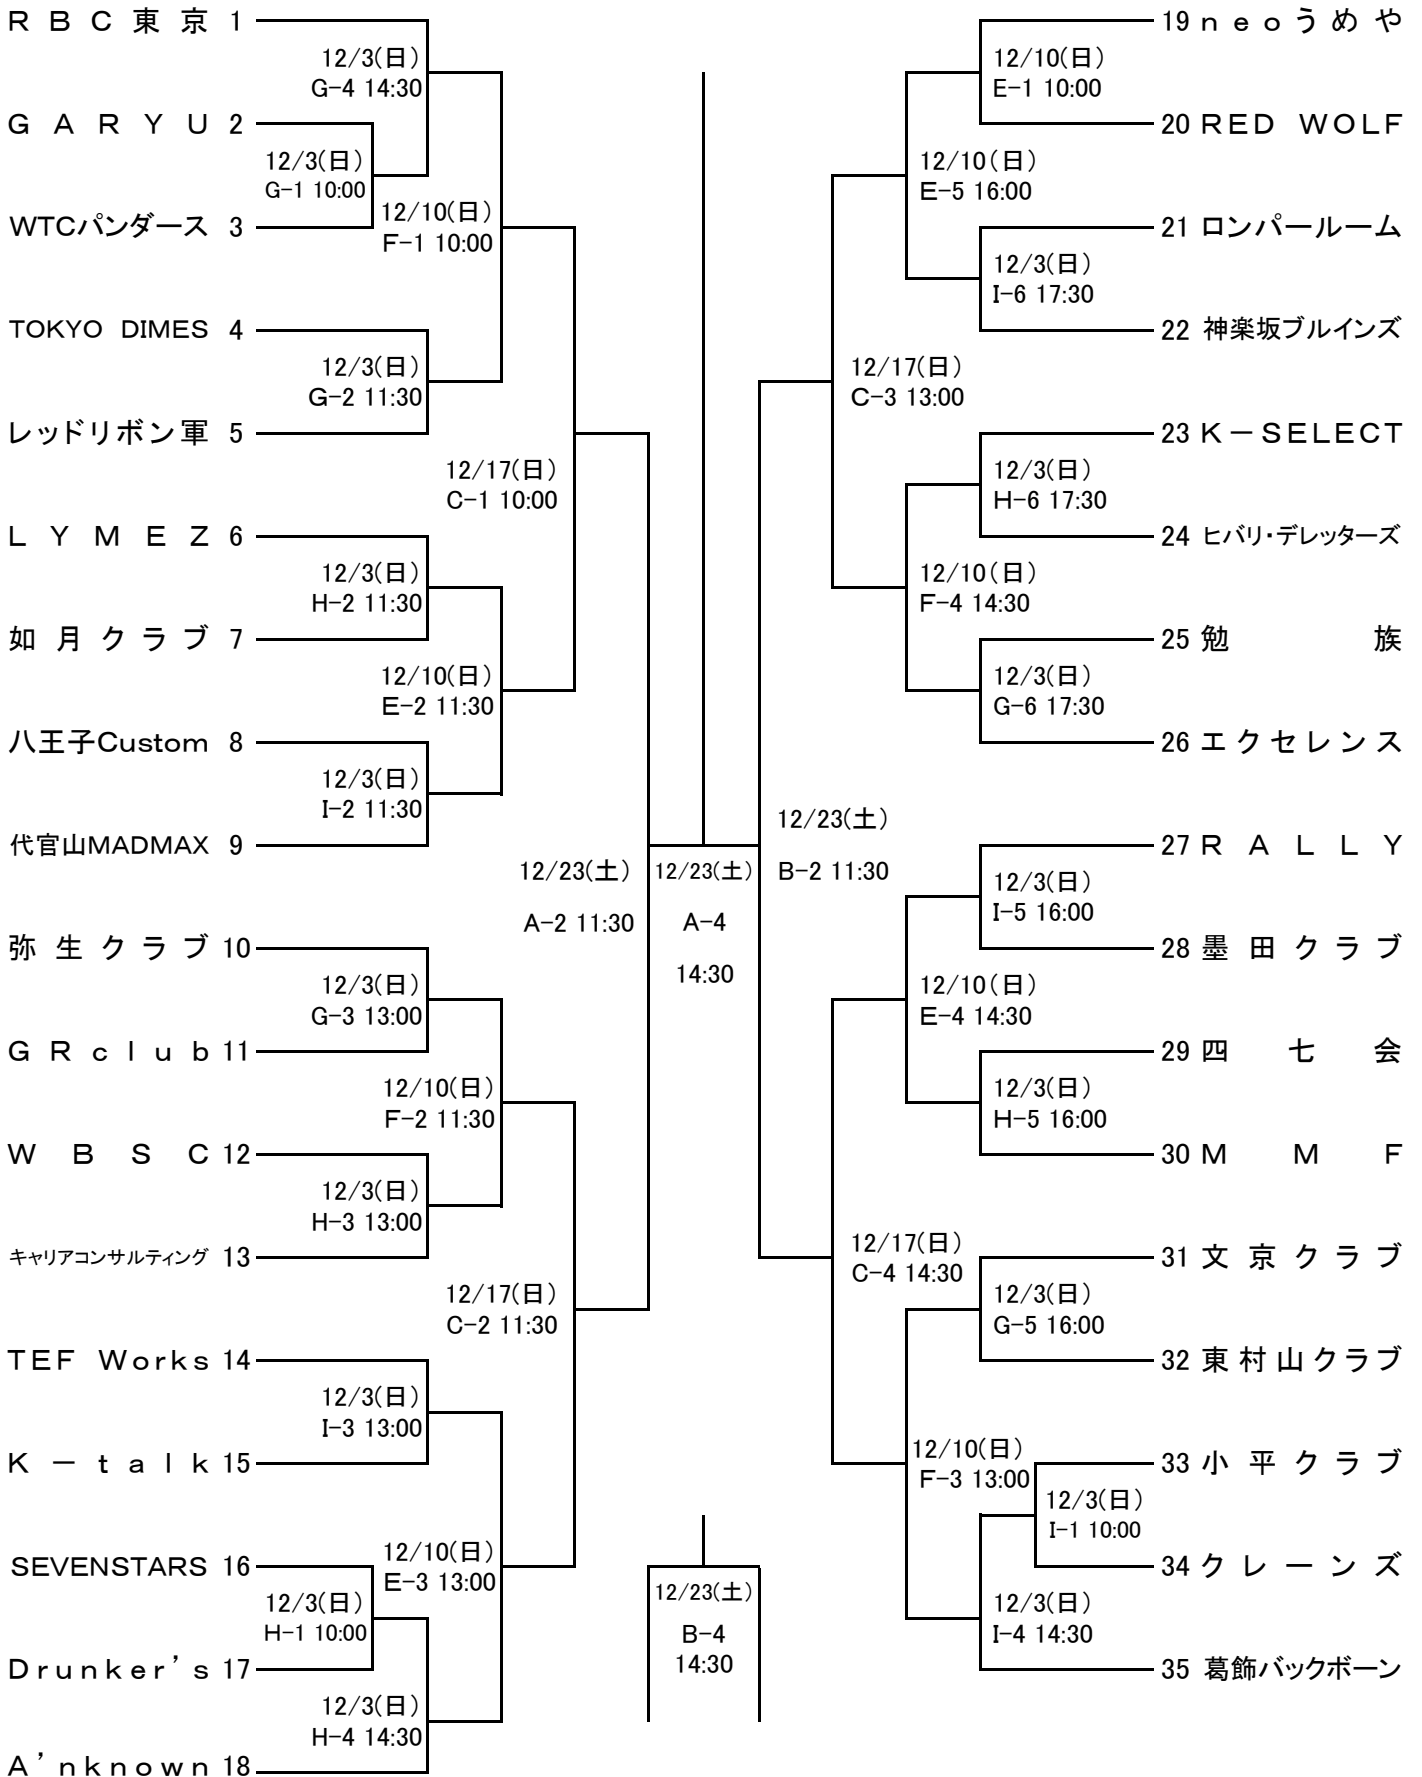 RBC東京 1
12/3(日)
G-4 14:30
GARYU 2
12/3(日)
G-1 10:00
WTCパンダース 3
12/10(日)
F-1 10:00
TOKYO DIMES 4
12/3(日)
G-2 11:30
レッドリボン軍 5
12/17(日)
C-1 10:00
LYMEZ 6
12/3(日)
H-2 11:30
如月クラブ 7
12/10(日)
E-2 11:30
八王子Custom 8
12/3(日)
I-2 11:30
代官山MADMAX 9
12/23(土)
A-2 11:30
弥生クラブ 10
12/3(日)
G-3 13:00
GRclub 11
12/10(日)
F-2 11:30
WBSC 12
12/3(日)
H-3 13:00
キャリアコンサルティング 13
12/17(日)
C-2 11:30
TEF Works 14
12/3(日)
I-3 13:00
K-talk 15
12/10(日)
E-3 13:00
SEVENSTARS 16
12/3(日)
H-1 10:00
Drunker's 17
12/3(日)
H-4 14:30
A'nknown 18
12/23(土)
A-4
14:30
12/23(土)
B-4
14:30
19 neoうめや
12/10(日)
E-1 10:00
20 RED WOLF
12/10(日)
E-5 16:00
21 ロンパールーム
12/3(日)
I-6 17:30
22 神楽坂ブルインズ
12/17(日)
C-3 13:00
23 K-SELECT
12/3(日)
H-6 17:30
24 ヒバリ・デレッターズ
12/10(日)
F-4 14:30
25 勉族
12/3(日)
G-6 17:30
26 エクセレンス
12/23(土)
B-2 11:30
27 RALLY
12/3(日)
I-5 16:00
28 墨田クラブ
12/10(日)
E-4 14:30
29 四七会
12/3(日)
H-5 16:00
30 MMF
12/17(日)
C-4 14:30
31 文京クラブ
12/3(日)
G-5 16:00
32 東村山クラブ
12/10(日)
F-3 13:00
33 小平クラブ
12/3(日)
I-1 10:00
34 クレーンズ
12/3(日)
I-4 14:30
35 葛飾バックボーン